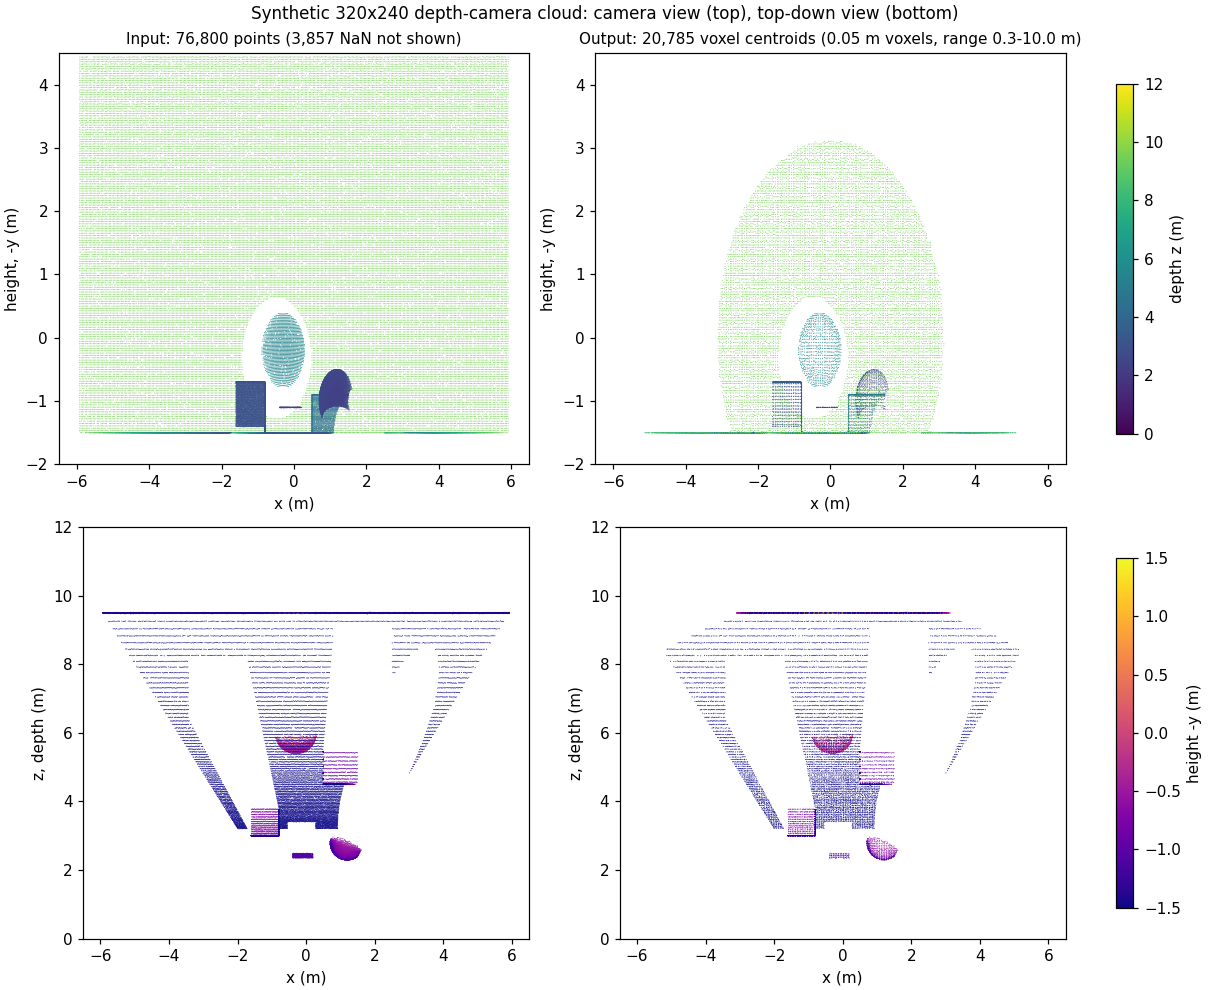 Synthetic 320x240 depth-camera cloud: camera view (top), top-down view (bottom)
Input: 76,800 points (3,857 NaN not shown)
Output: 20,785 voxel centroids (0.05 m voxels, range 0.3-10.0 m)
4
3
2
1
0
−1
−2
height, -y (m)
−6 −4 −2 0 2 4 6
x (m)
4
3
2
1
0
−1
−2
height, -y (m)
−6 −4 −2 0 2 4 6
x (m)
12
10
8
6
4
2
0
depth z (m)
12
10
8
6
4
2
0
z, depth (m)
−6 −4 −2 0 2 4 6
x (m)
12
10
8
6
4
2
0
z, depth (m)
−6 −4 −2 0 2 4 6
x (m)
1.5
1.0
0.5
0.0
−0.5
−1.0
−1.5
height -y (m)